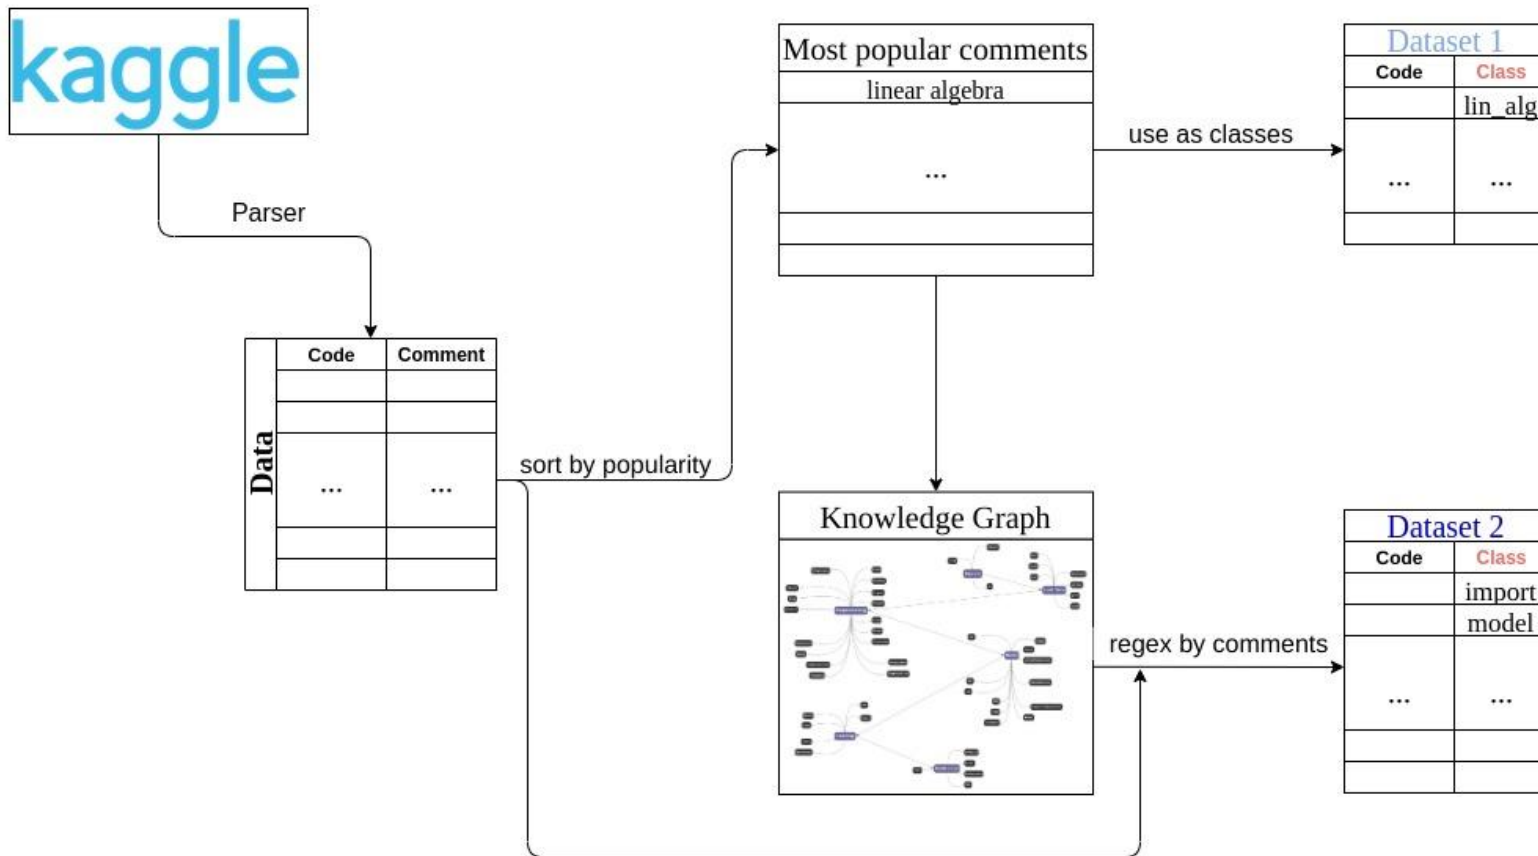 kaggle
Parser
Data
Code Comment
... ...
sort by popularity
Most popular comments
linear algebra
...
use as classes
Dataset 1
Code Class
lin_alg
... ...
Knowledge Graph
regex by comments
Dataset 2
Code Class
import
model
... ...